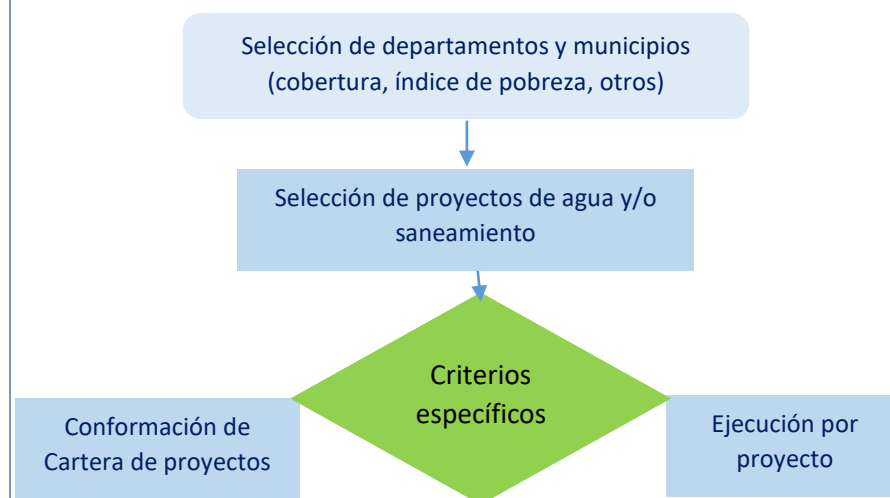 Selección de departamentos y municipios
(cobertura, índice de pobreza, otros)
Selección de proyectos de agua y/o
saneamiento
Criterios
específicos
Conformación de
Cartera de proyectos
Ejecución por
proyecto